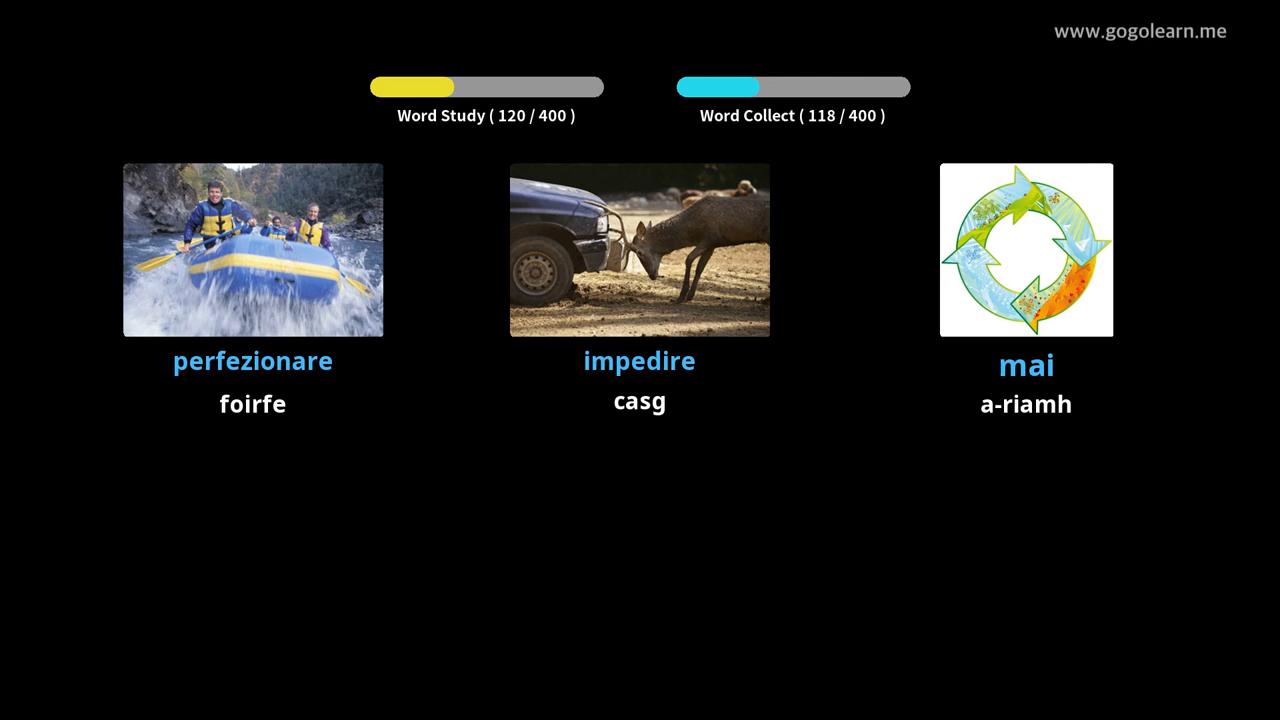 www.gogolearn.me
Word Study ( 120 / 400 )
Word Collect ( 118 / 400 )
perfezionare
impedire
mai
foirfe
casg
a-riamh